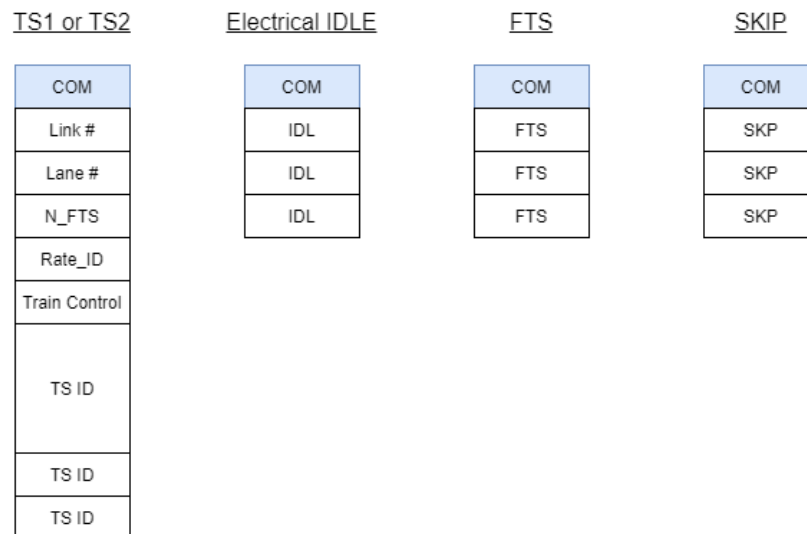 TS1 or TS2
COM
Link #
Lane #
N_FTS
Rate_ID
Train Control
TS ID
TS ID
TS ID
Electrical IDLE
COM
IDL
IDL
IDL
FTS
COM
FTS
FTS
FTS
SKIP
COM
SKP
SKP
SKP